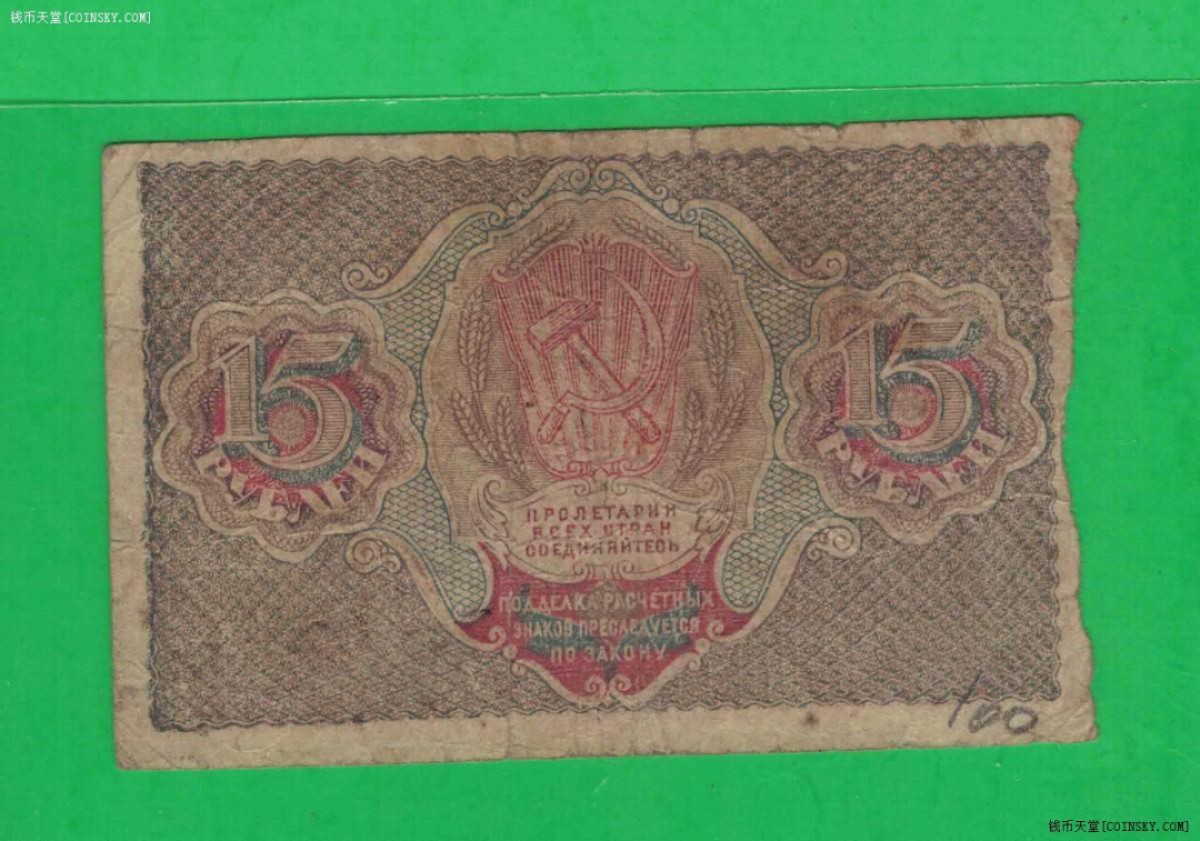 钱币天堂[COINSKY.COM]
15
РУБЛЕЙ
15
РУБЛЕЙ
ПРОЛЕТАРИИ
ВСЕХ СТРАН
СОЕДИНЯЙТЕСЬ
ПОДДЕЛКА РАСЧЕТНЫХ
ЗНАКОВ ПРЕСЛЕДУЕТСЯ
ПО ЗАКОНУ
100
钱币天堂[COINSKY.COM]